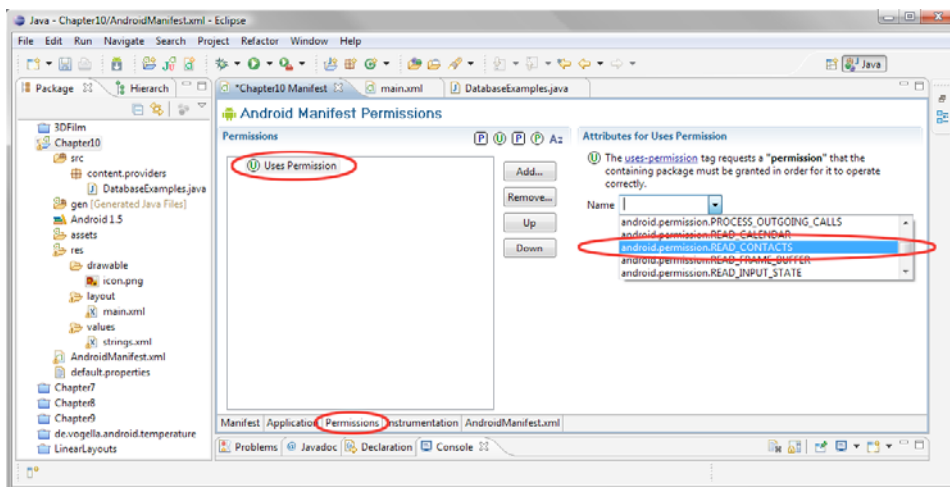 Java - Chapter10/AndroidManifest.xml - Eclipse
File Edit Run Navigate Search Project Refactor Window Help
Java
Package Hierarch
*Chapter10 Manifest main.xml DatabaseExamples.java
Android Manifest Permissions
3DFilm
Chapter10
src
content.providers
DatabaseExamples.java
gen [Generated Java Files]
Android 1.5
assets
res
drawable
icon.png
layout
main.xml
values
strings.xml
AndroidManifest.xml
default.properties
Chapter7
Chapter8
Chapter9
de.vogella.android.temperature
LinearLayouts
Permissions
P U P P Az
U Uses Permission
Add...
Remove...
Up
Down
Attributes for Uses Permission
U The uses-permission tag requests a "permission" that the
containing package must be granted in order for it to operate
correctly.
Name
android.permission.PROCESS_OUTGOING_CALLS
android.permission.READ_CALENDAR
android.permission.READ_CONTACTS
android.permission.READ_FRAME_BUFFER
android.permission.READ_INPUT_STATE
Manifest Application Permissions Instrumentation AndroidManifest.xml
Problems @ Javadoc Declaration Console